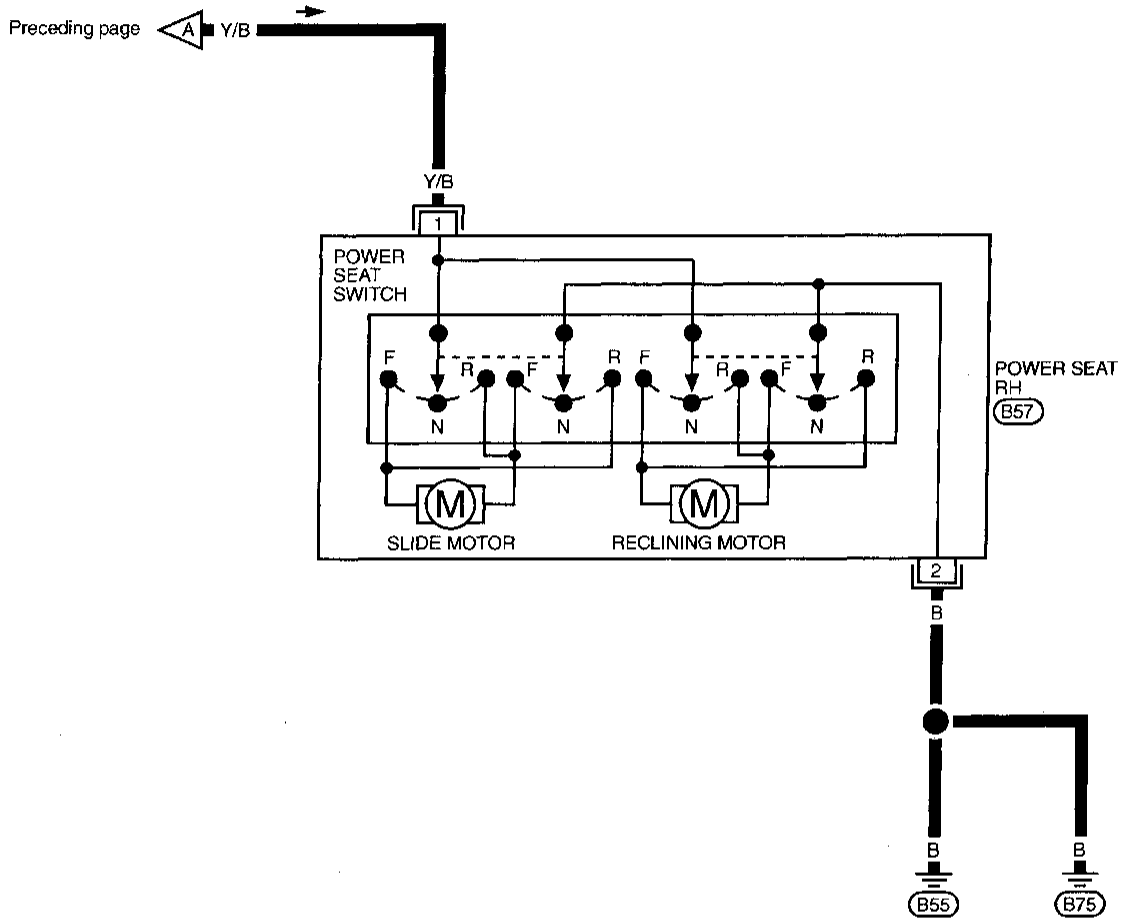 Preceding page A Y/B
Y/B
1
POWER
SEAT
SWITCH
F R F R F R F R
N N N N
POWER SEAT
RH
B57
M M
SLIDE MOTOR RECLINING MOTOR
2
B
B B
B55 B75